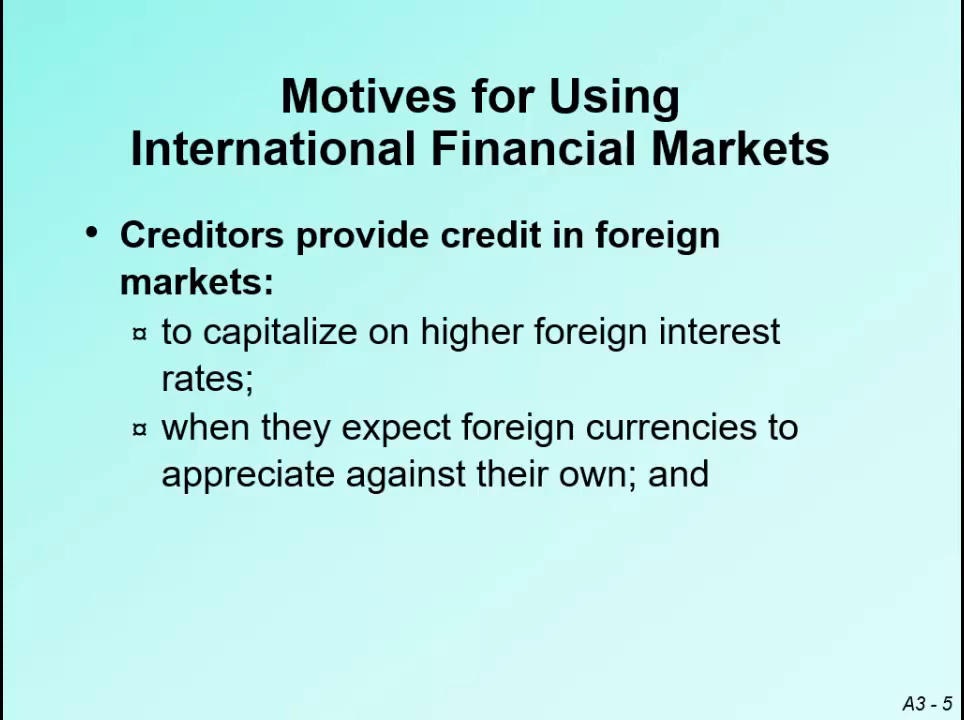 Motives for Using
International Financial Markets
• Creditors provide credit in foreign
markets:
¤ to capitalize on higher foreign interest
rates;
¤ when they expect foreign currencies to
appreciate against their own; and
A3 - 5